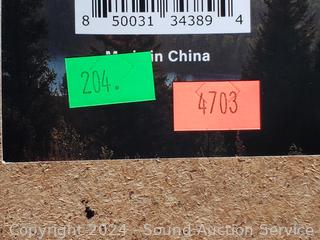 8 50031 34389 4
Made in China
204.
4703
Copyright 2024 - Sound Auction Service